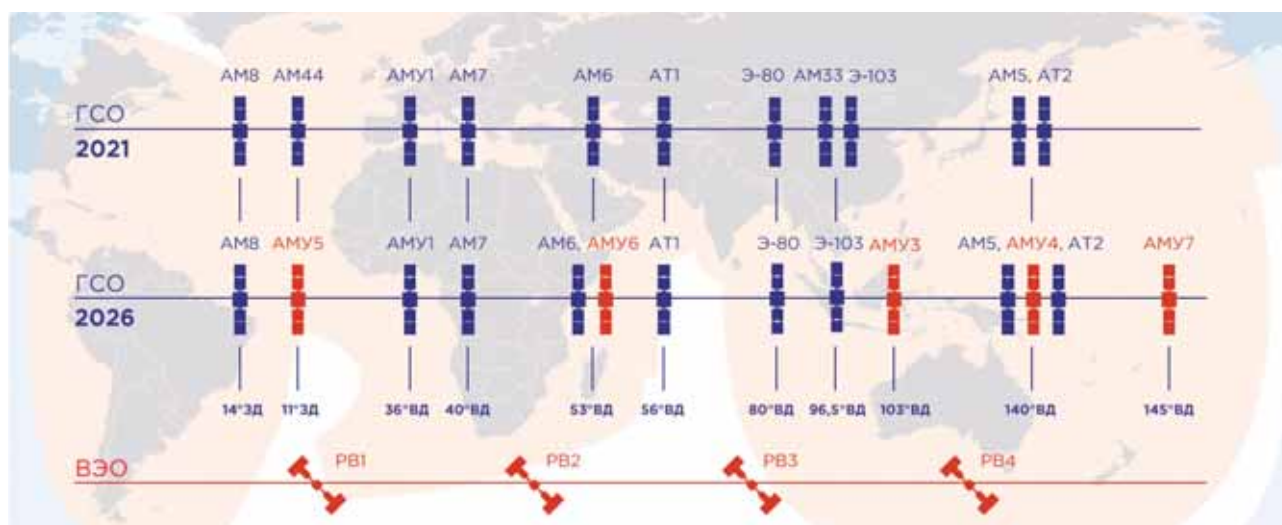 АМ8 АМ44 АМУ1 АМ7 АМ6 АТ1 Э-80 АМ33 Э-103 АМ5, АТ2
ГСО
2021
АМ8 АМУ5 АМУ1 АМ7 АМ6, АМУ6 АТ1 Э-80 Э-103 АМУ3 АМ5, АМУ4, АТ2 АМУ7
ГСО
2026
14°ЗД 11°ЗД 36°ВД 40°ВД 53°ВД 56°ВД 80°ВД 96,5°ВД 103°ВД 140°ВД 145°ВД
ВЭО РВ1 РВ2 РВ3 РВ4